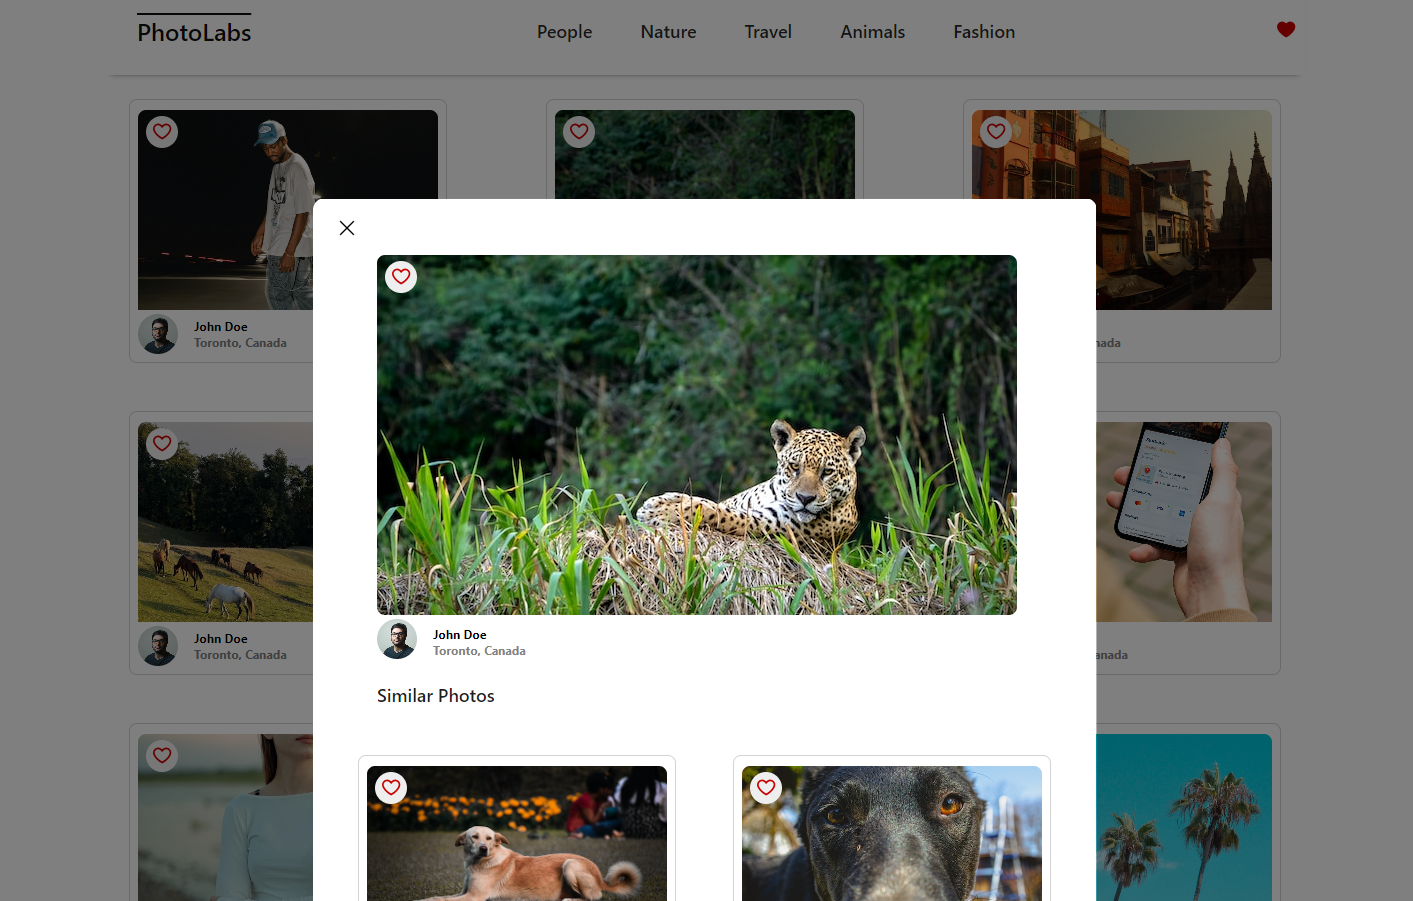 PhotoLabs
People
Nature
Travel
Animals
Fashion
John Doe
Toronto, Canada
nada
John Doe
Toronto, Canada
Similar Photos
John Doe
Toronto, Canada
anada